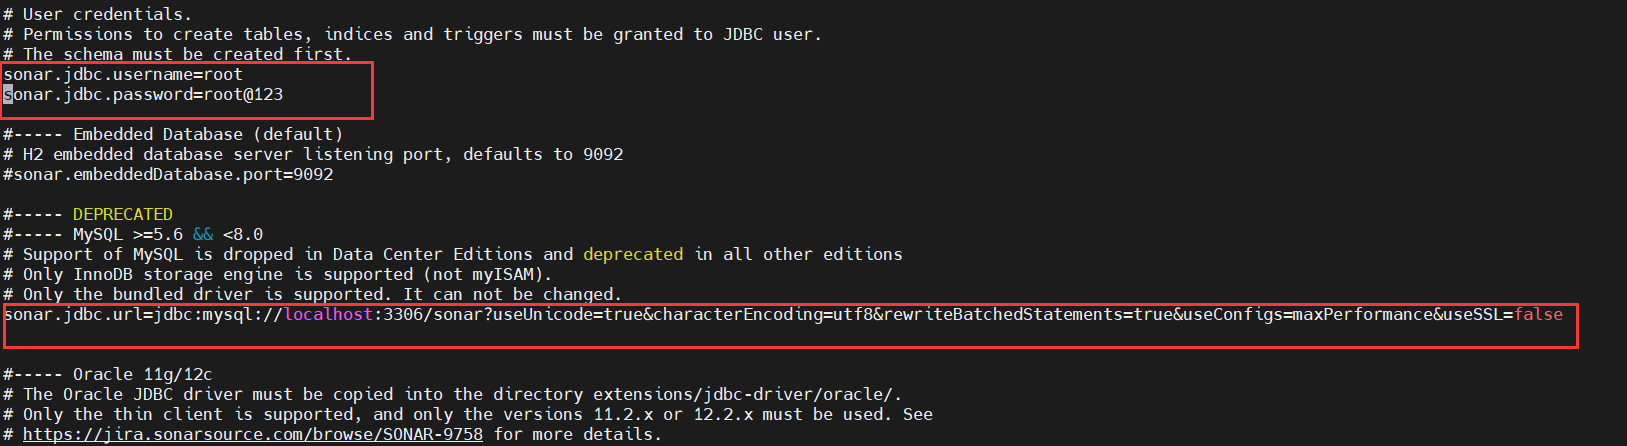 # User credentials.
# Permissions to create tables, indices and triggers must be granted to JDBC user.
# The schema must be created first.
sonar.jdbc.username=root
sonar.jdbc.password=root@123
#----- Embedded Database (default)
# H2 embedded database server listening port, defaults to 9092
#sonar.embeddedDatabase.port=9092
#----- DEPRECATED
#----- MySQL >=5.6 && <8.0
# Support of MySQL is dropped in Data Center Editions and deprecated in all other editions
# Only InnoDB storage engine is supported (not myISAM).
# Only the bundled driver is supported. It can not be changed.
sonar.jdbc.url=jdbc:mysql://localhost:3306/sonar?useUnicode=true&characterEncoding=utf8&rewriteBatchedStatements=true&useConfigs=maxPerformance&useSSL=false
#----- Oracle 11g/12c
# The Oracle JDBC driver must be copied into the directory extensions/jdbc-driver/oracle/.
# Only the thin client is supported, and only the versions 11.2.x or 12.2.x must be used. See
# https://jira.sonarsource.com/browse/SONAR-9758 for more details.